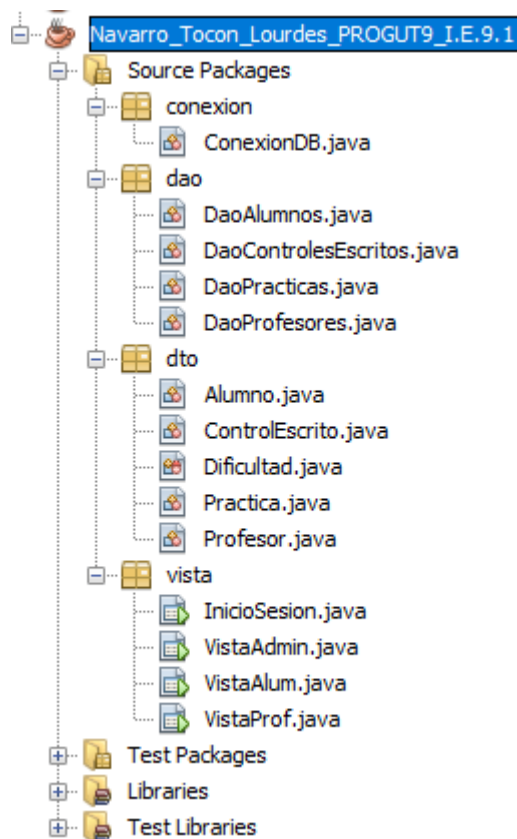 Navarro_Tocon_Lourdes_PROGUT9_I.E.9.1
Source Packages
conexion
ConexionDB.java
dao
DaoAlumnos.java
DaoControlesEscritos.java
DaoPracticas.java
DaoProfesores.java
dto
Alumno.java
ControlEscrito.java
Dificultad.java
Practica.java
Profesor.java
vista
InicioSesion.java
VistaAdmin.java
VistaAlum.java
VistaProf.java
Test Packages
Libraries
Test Libraries